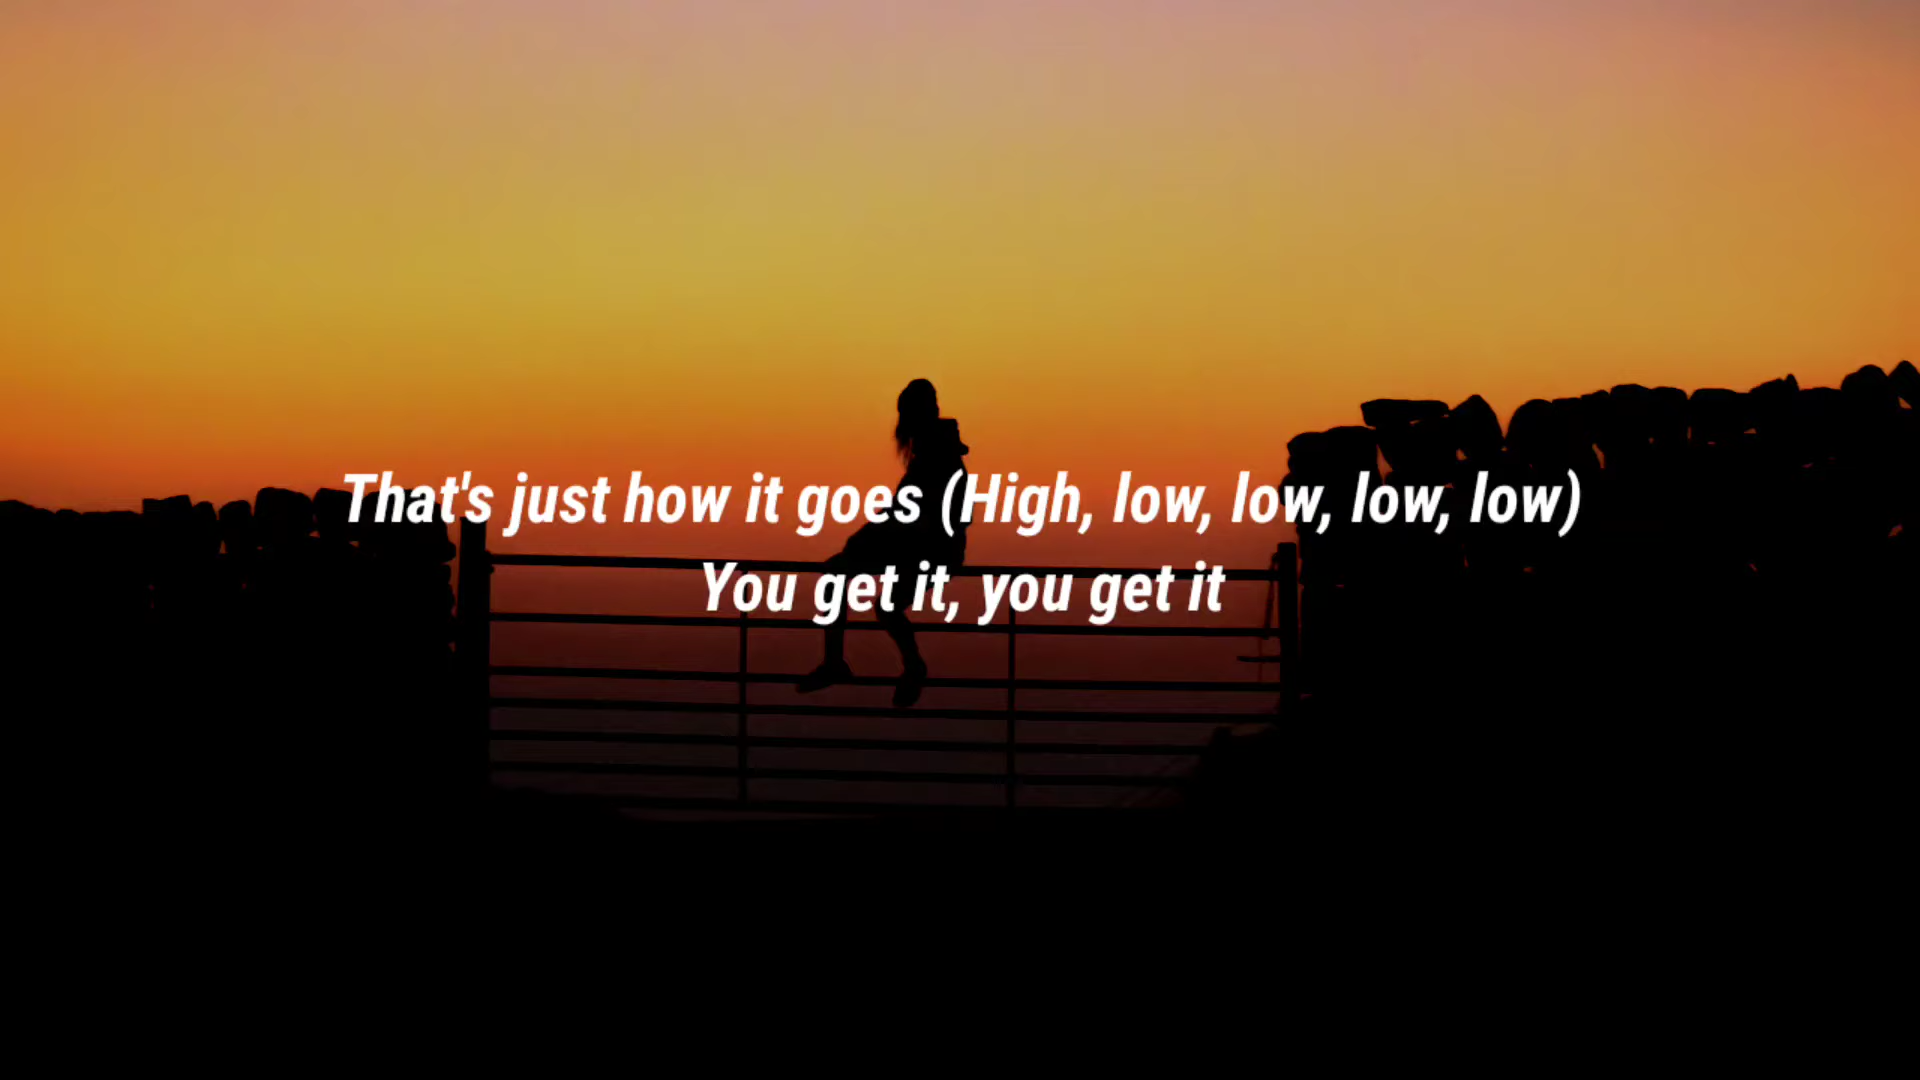 That's just how it goes (High, low, low, low, low)
You get it, you get it